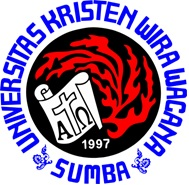 UNIVERSITAS KRISTEN WIRA WACANA
Α Ω
1997
SUMBA